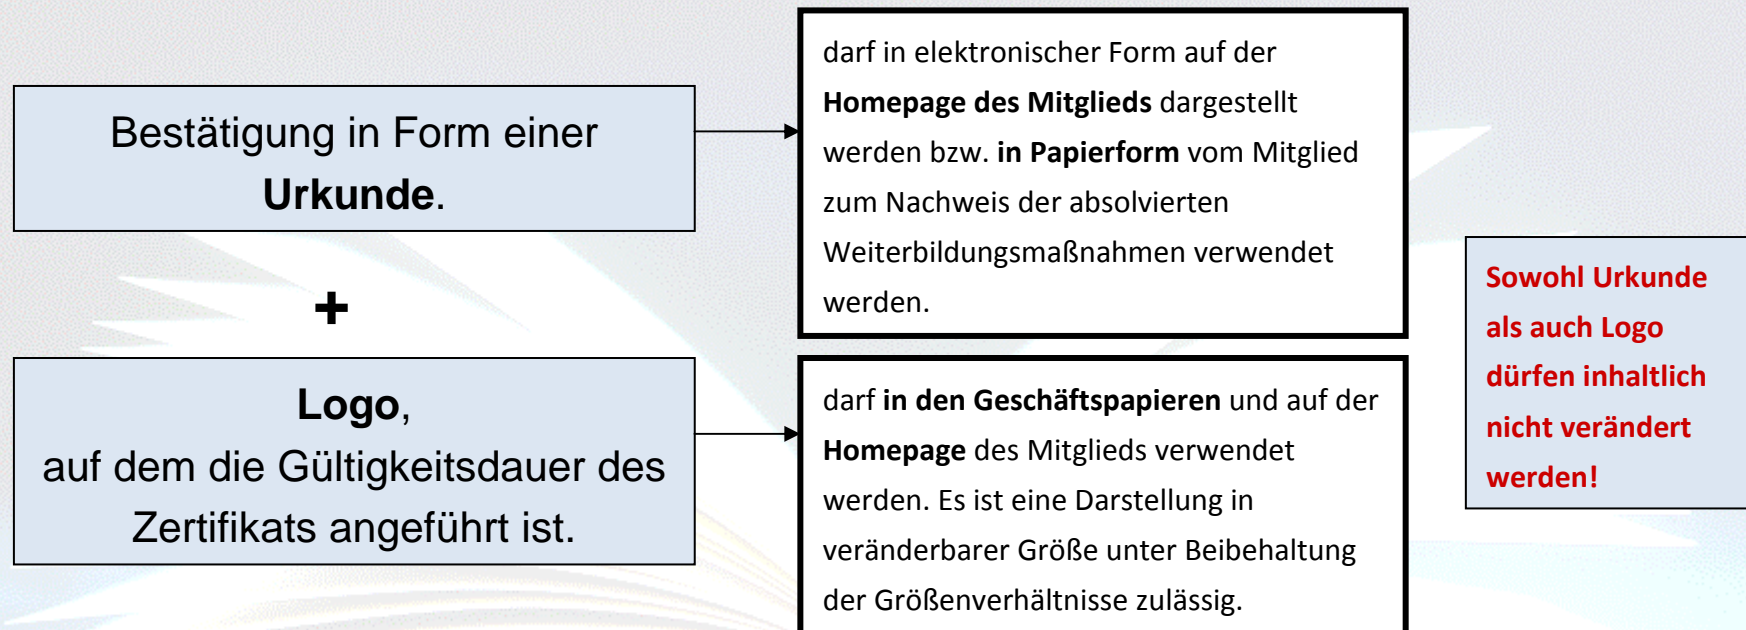 Bestätigung in Form einer
Urkunde.
darf in elektronischer Form auf der
Homepage des Mitglieds dargestellt
werden bzw. in Papierform vom Mitglied
zum Nachweis der absolvierten
Weiterbildungsmaßnahmen verwendet
werden.
+
Logo,
auf dem die Gültigkeitsdauer des
Zertifikats angeführt ist.
darf in den Geschäftspapieren und auf der
Homepage des Mitglieds verwendet
werden. Es ist eine Darstellung in
veränderbarer Größe unter Beibehaltung
der Größenverhältnisse zulässig.
Sowohl Urkunde
als auch Logo
dürfen inhaltlich
nicht verändert
werden!